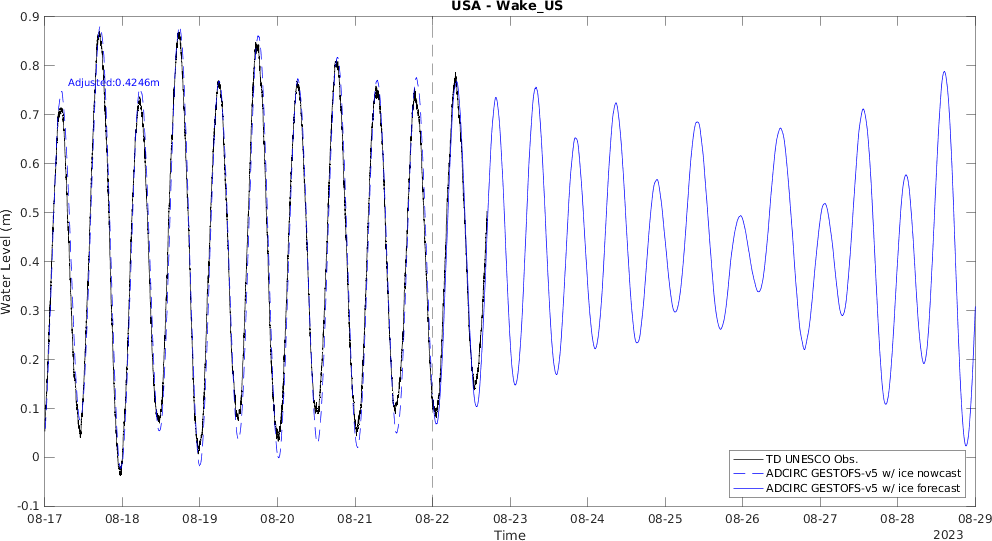 USA - Wake_US
0.9
0.8
0.7
0.6
0.5
0.4
0.3
0.2
0.1
0
-0.1
Water Level (m)
Adjusted:0.4246m
TD UNESCO Obs.
ADCIRC GESTOFS-v5 w/ ice nowcast
ADCIRC GESTOFS-v5 w/ ice forecast
08-17 08-18 08-19 08-20 08-21 08-22 08-23 08-24 08-25 08-26 08-27 08-28 08-29
Time
2023